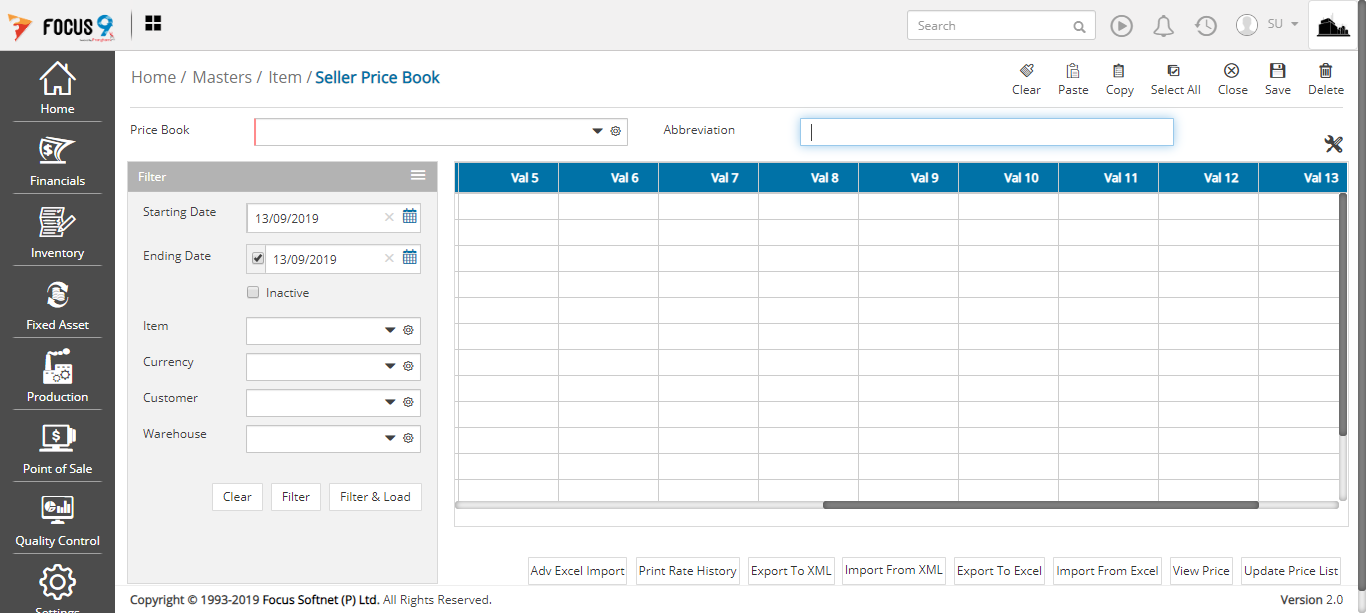 FOCUS 9
Search
SU
Home
Financials
Inventory
Fixed Asset
Production
Point of Sale
Quality Control
Settings
Home / Masters / Item / Seller Price Book
Clear Paste Copy Select All Close Save Delete
Price Book
Abbreviation
Filter
Starting Date 13/09/2019
Ending Date 13/09/2019
Inactive
Item
Currency
Customer
Warehouse
Clear Filter Filter & Load
Val 5 Val 6 Val 7 Val 8 Val 9 Val 10 Val 11 Val 12 Val 13
Adv Excel Import Print Rate History Export To XML Import From XML Export To Excel Import From Excel View Price Update Price List
Copyright © 1993-2019 Focus Softnet (P) Ltd. All Rights Reserved.
Version 2.0